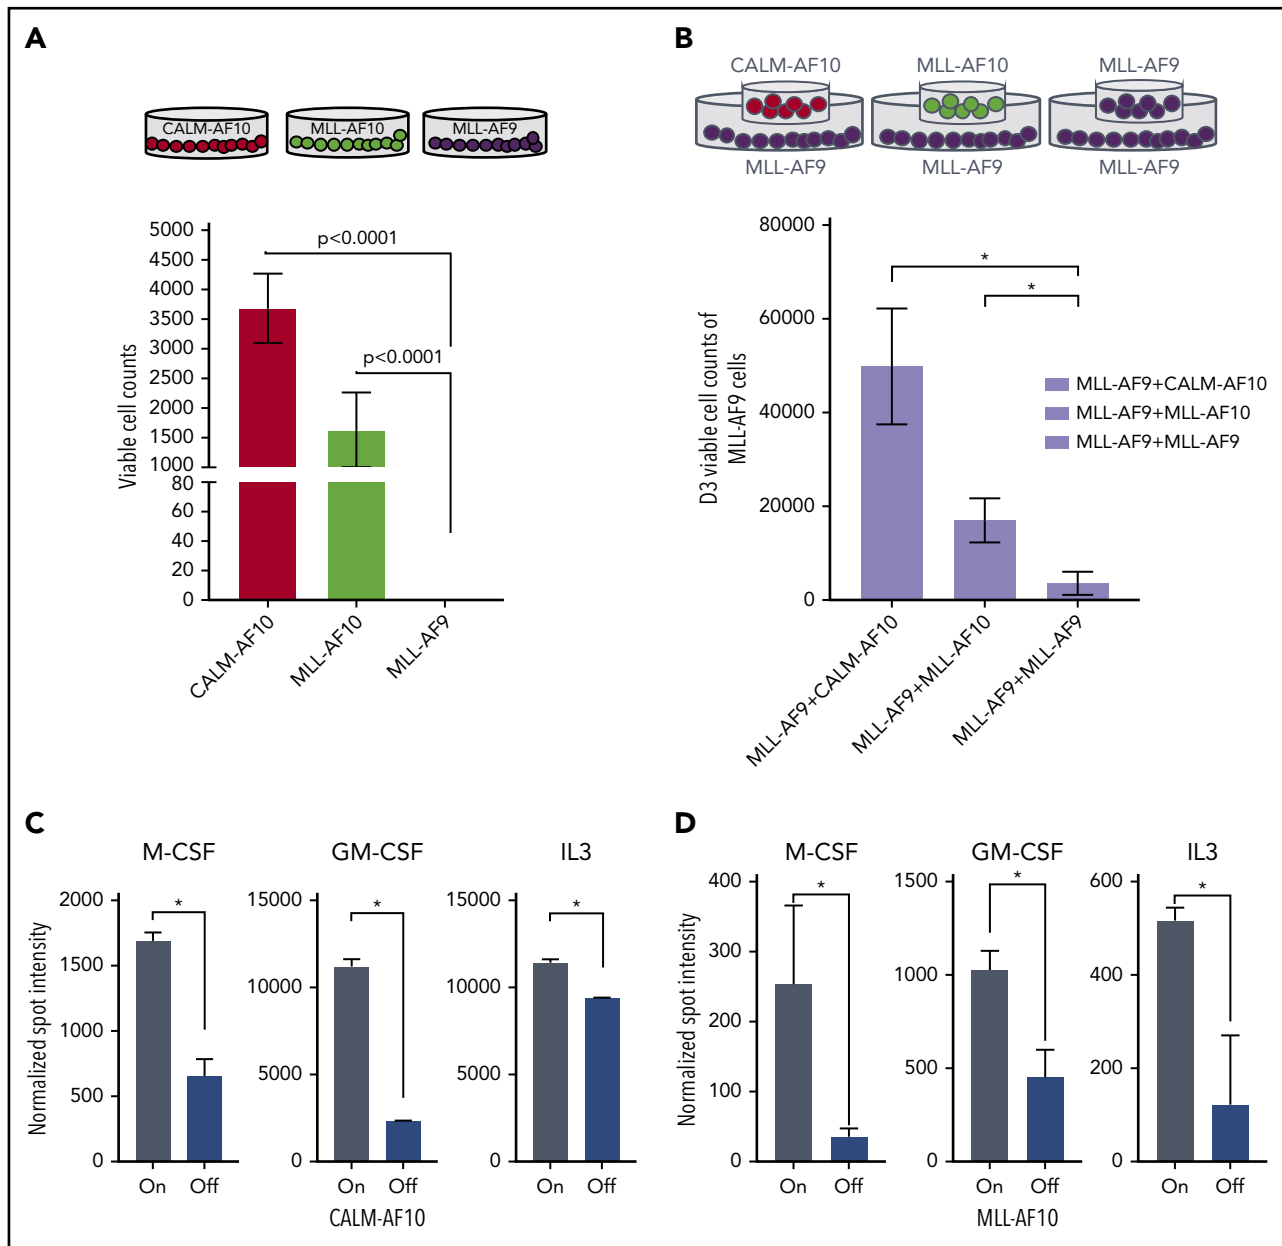 A
CALM-AF10
MLL-AF10
MLL-AF9
Viable cell counts
5000
4500
4000
3500
3000
2500
2000
1500
1000
80
60
40
20
0
p<0.0001
p<0.0001
CALM-AF10
MLL-AF10
MLL-AF9
B
CALM-AF10
MLL-AF10
MLL-AF9
MLL-AF9
MLL-AF9
MLL-AF9
D3 viable cell counts of
MLL-AF9 cells
80000
60000
40000
20000
0
*
*
MLL-AF9+CALM-AF10
MLL-AF9+MLL-AF10
MLL-AF9+MLL-AF9
MLL-AF9+CALM-AF10
MLL-AF9+MLL-AF10
MLL-AF9+MLL-AF9
C
M-CSF
GM-CSF
IL3
Normalized spot intensity
2000
1500
1000
500
0
*
On Off
15000
10000
5000
0
*
On Off
15000
10000
5000
0
*
On Off
CALM-AF10
D
M-CSF
GM-CSF
IL3
Normalized spot intensity
400
300
200
100
0
*
On Off
1500
1000
500
0
*
On Off
600
400
200
0
*
On Off
MLL-AF10